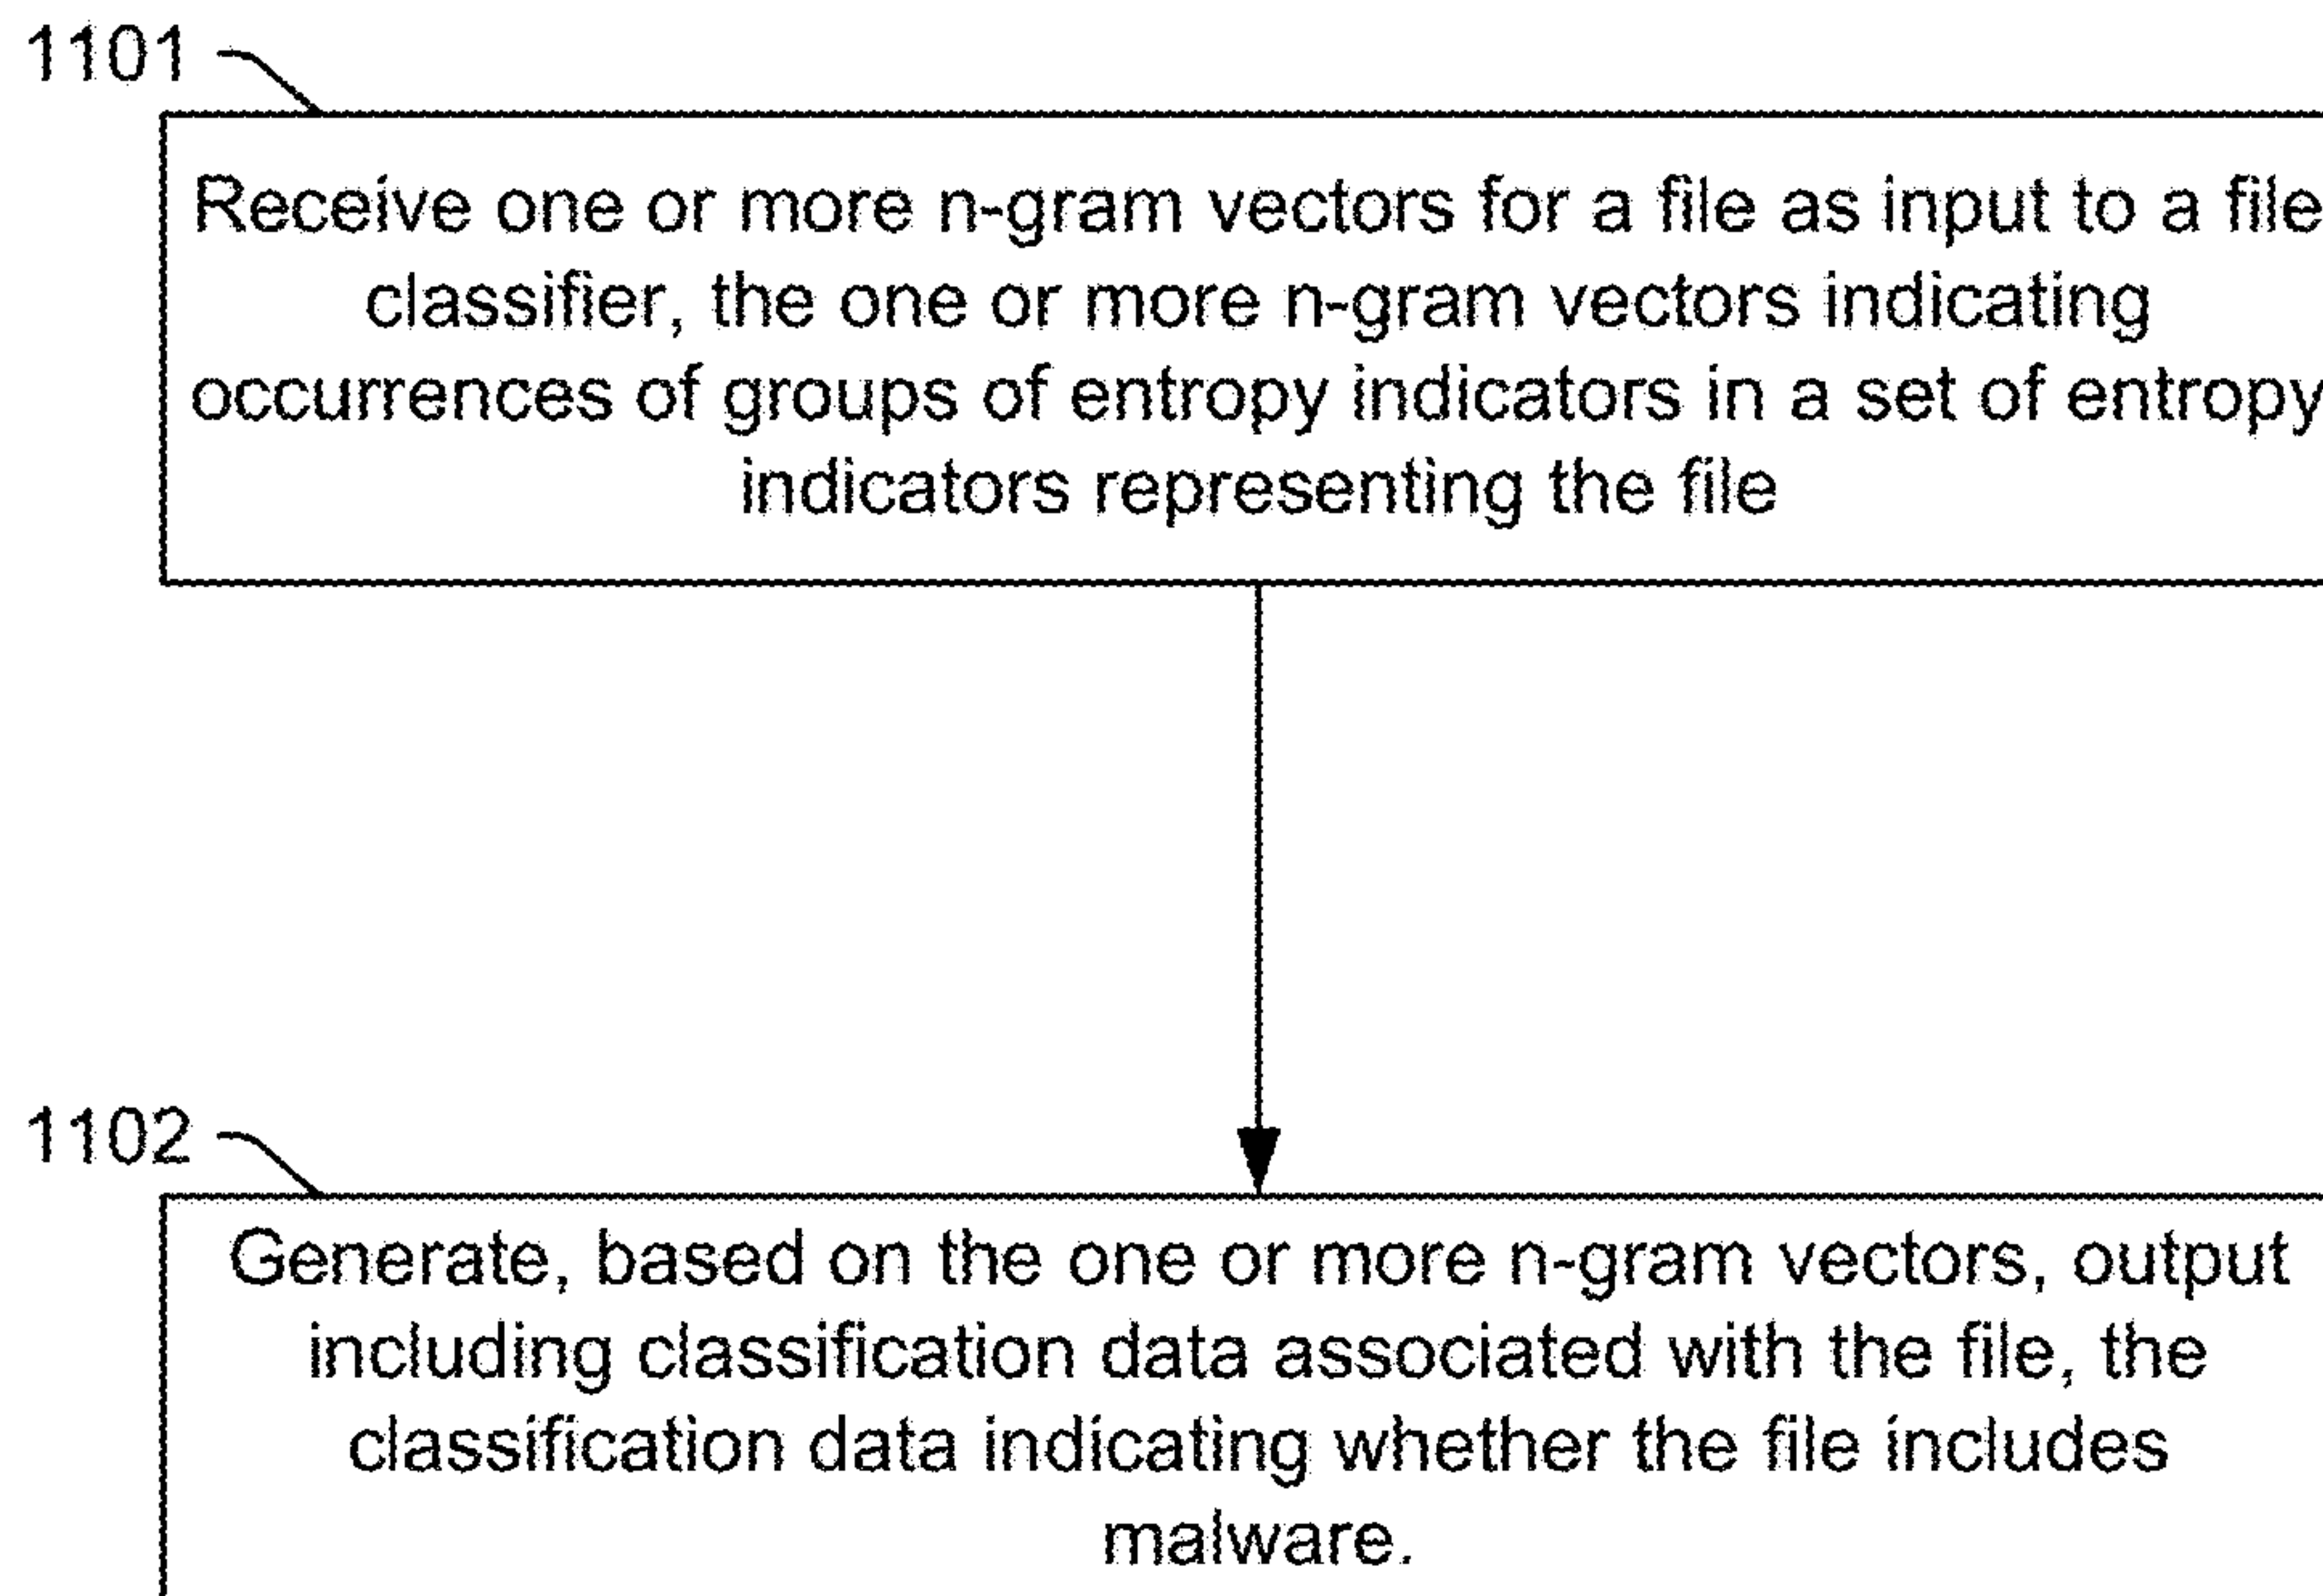 1101
Receive one or more n-gram vectors for a file as input to a file
classifier, the one or more n-gram vectors indicating
occurrences of groups of entropy indicators in a set of entropy
indicators representing the file
1102
Generate, based on the one or more n-gram vectors, output
including classification data associated with the file, the
classification data indicating whether the file includes
malware.